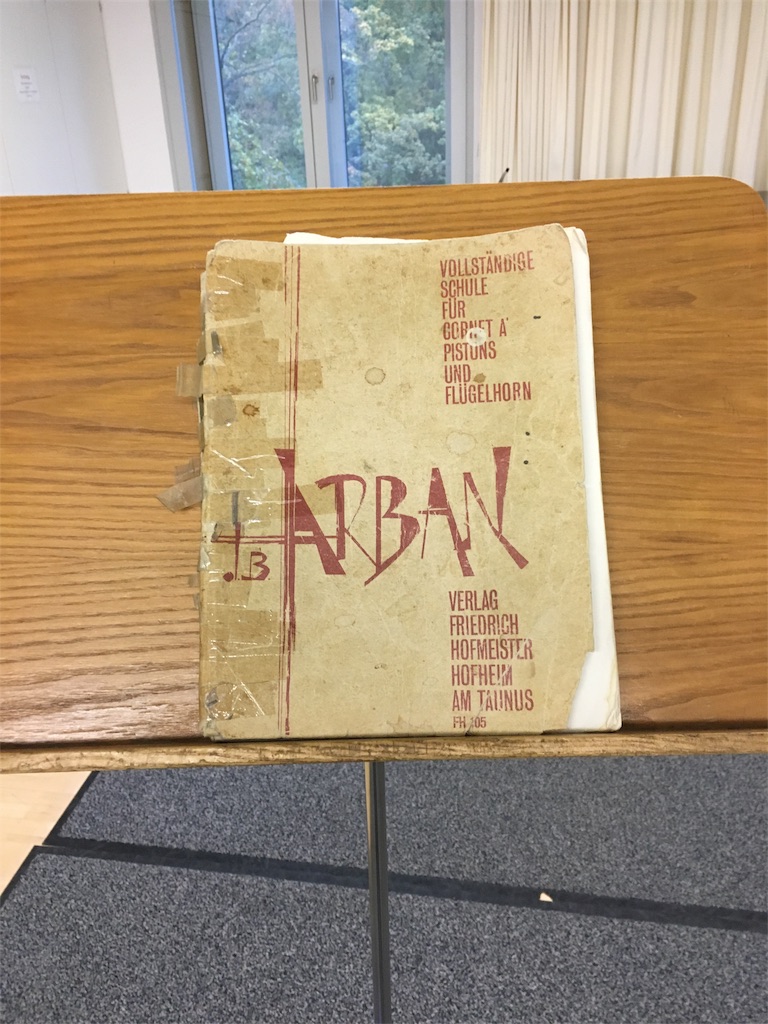 VOLLSTÄNDIGE
SCHULE
FÜR
CORNET A'
PISTONS
UND
FLÜGELHORN
J.B ARBAN
VERLAG
FRIEDRICH
HOFMEISTER
HOFHEIM
AM TAUNUS
FH 105